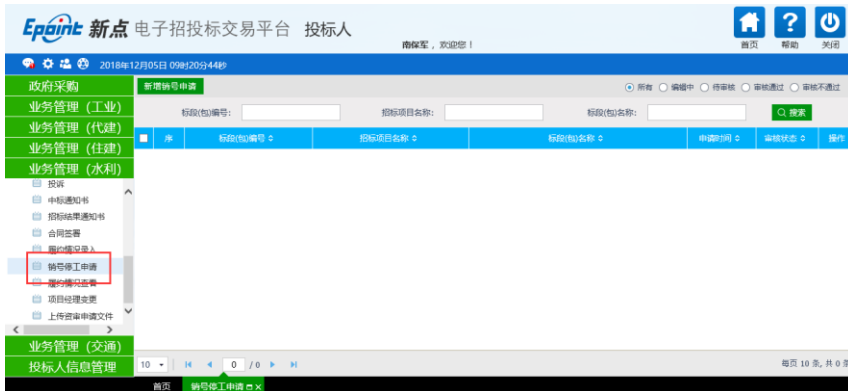 Epoint 新点 电子招投标交易平台 投标人
南保军，欢迎您！
首页 帮助 关闭
2018年12月05日 09时20分44秒
政府采购
业务管理（工业）
业务管理（代建）
业务管理（住建）
业务管理（水利）
投诉
中标通知书
招标结果通知书
合同签署
履约情况录入
销号停工申请
履约情况查看
项目经理变更
上传资审申请文件
业务管理（交通）
投标人信息管理
新增销号申请
所有 编辑中 待审核 审核通过 审核不通过
标段(包)编号： 招标项目名称： 标段(包)名称： 搜索
序 标段(包)编号 招标项目名称 标段(包)名称 申请时间 审核状态 操作
10 0 / 0 每页 10 条, 共 0 条
首页 销号停工申请